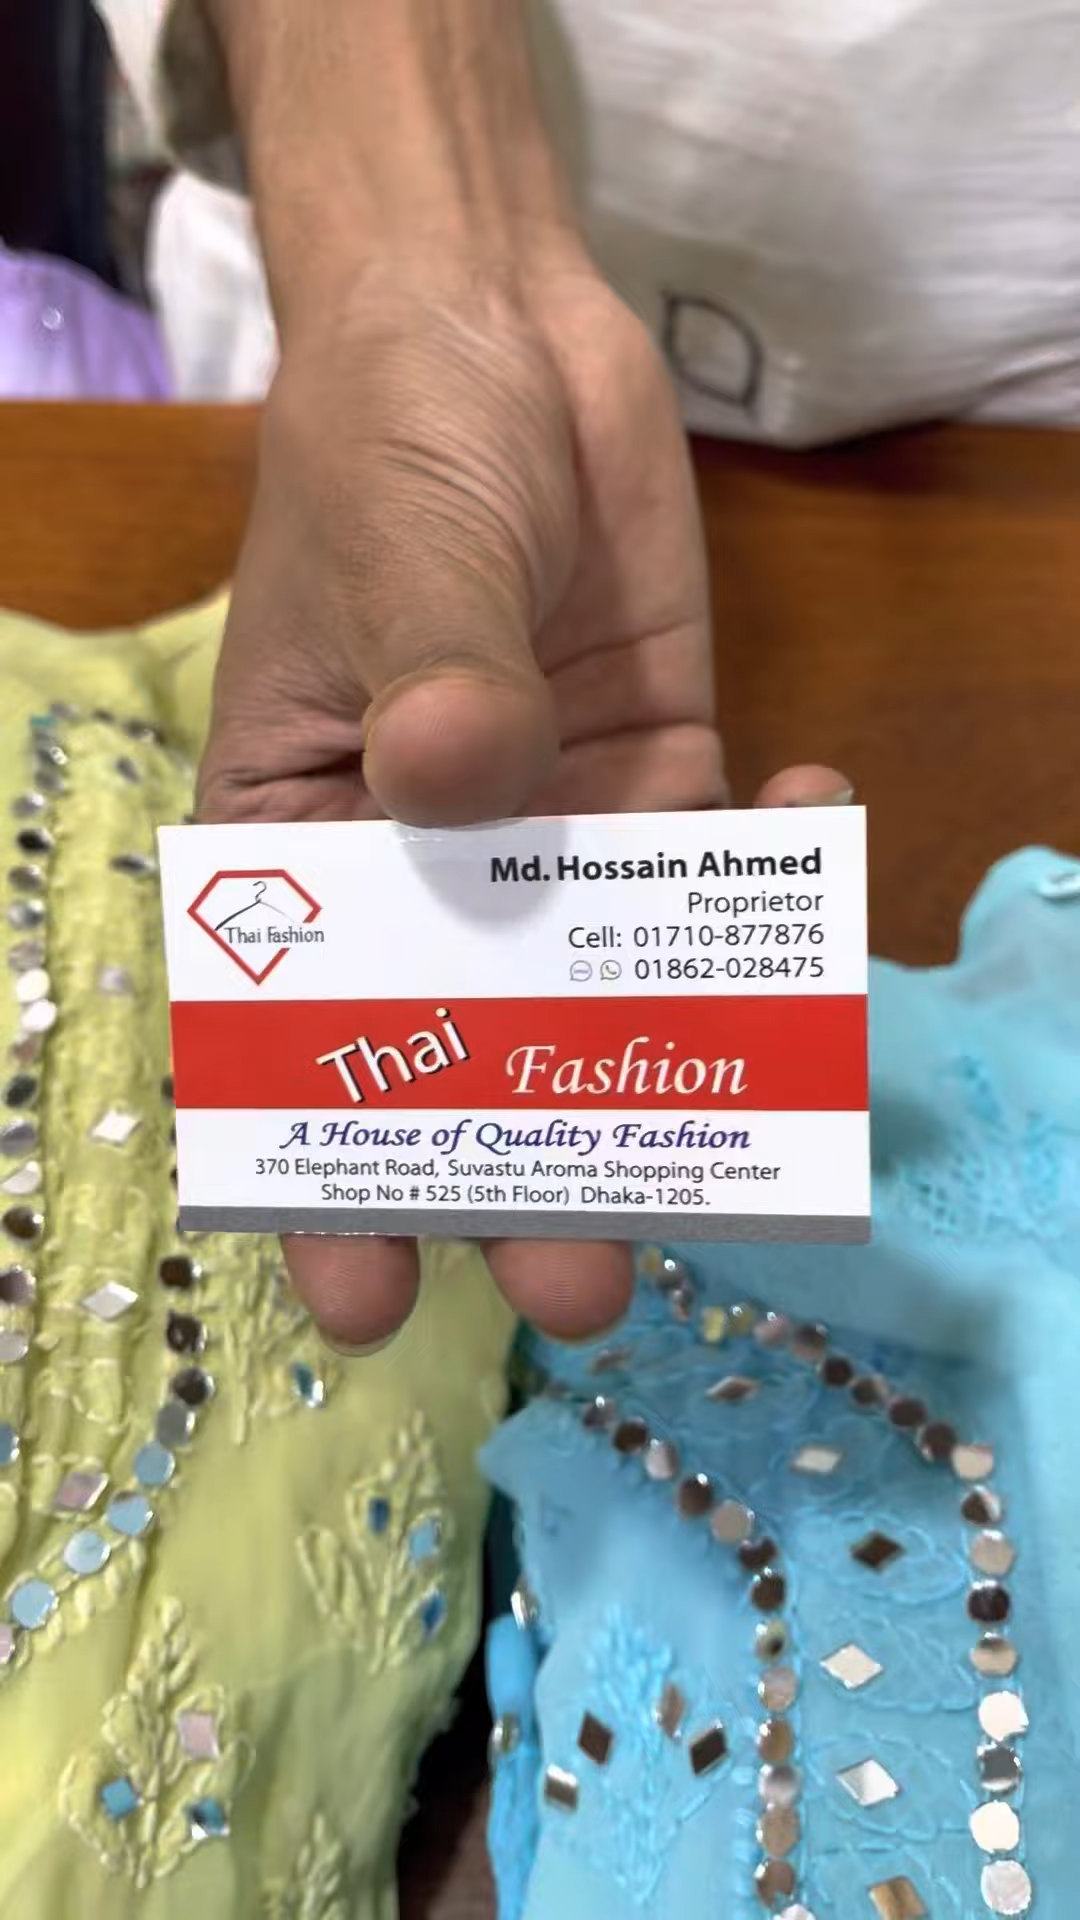 Thai Fashion
Md. Hossain Ahmed
Proprietor
Cell: 01710-877876
01862-028475
Thai Fashion
A House of Quality Fashion
370 Elephant Road, Suvastu Aroma Shopping Center
Shop No # 525 (5th Floor) Dhaka-1205.